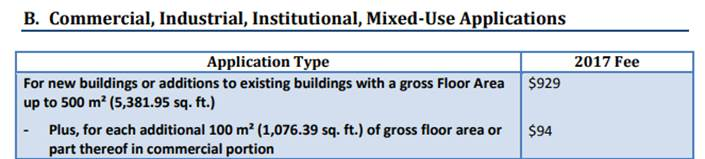 B. Commercial, Industrial, Institutional, Mixed-Use Applications
Application Type 2017 Fee
For new buildings or additions to existing buildings with a gross Floor Area $929
up to 500 m² (5,381.95 sq. ft.)
- Plus, for each additional 100 m² (1,076.39 sq. ft.) of gross floor area or $94
part thereof in commercial portion